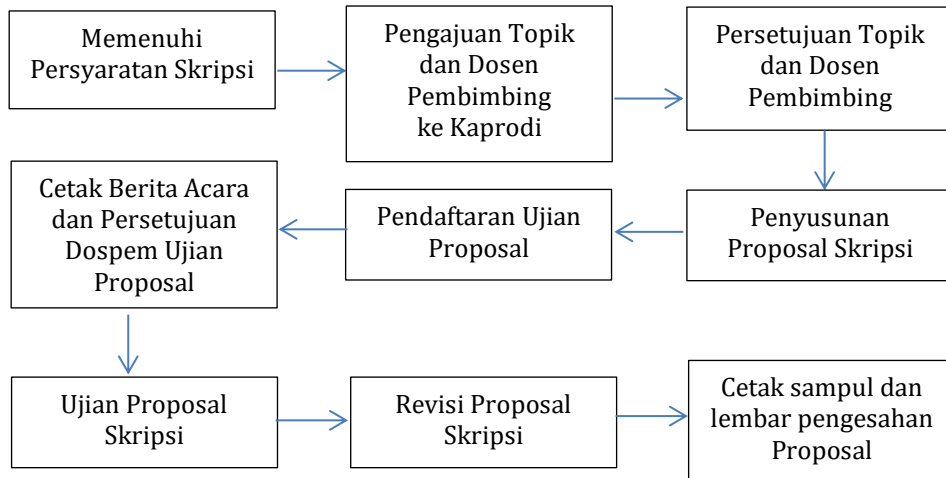 Memenuhi
Persyaratan Skripsi
Pengajuan Topik
dan Dosen
Pembimbing
ke Kaprodi
Persetujuan Topik
dan Dosen
Pembimbing
Penyusunan
Proposal Skripsi
Pendaftaran Ujian
Proposal
Cetak Berita Acara
dan Persetujuan
Dospem Ujian
Proposal
Ujian Proposal
Skripsi
Revisi Proposal
Skripsi
Cetak sampul dan
lembar pengesahan
Proposal